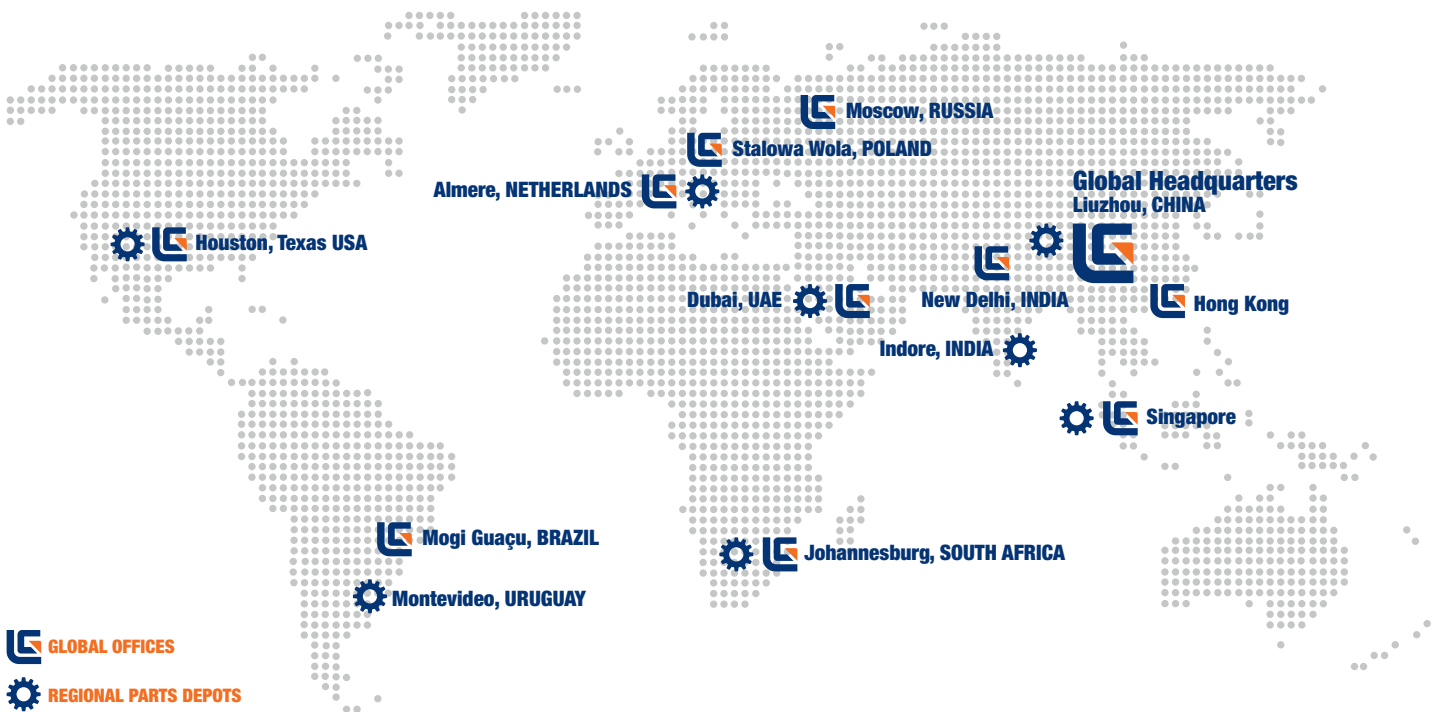 Moscow, RUSSIA
Stalowa Wola, POLAND
Almere, NETHERLANDS
Global Headquarters
Liuzhou, CHINA
Houston, Texas USA
Dubai, UAE
New Delhi, INDIA
Hong Kong
Indore, INDIA
Singapore
Mogi Guaçu, BRAZIL
Johannesburg, SOUTH AFRICA
Montevideo, URUGUAY
GLOBAL OFFICES
REGIONAL PARTS DEPOTS